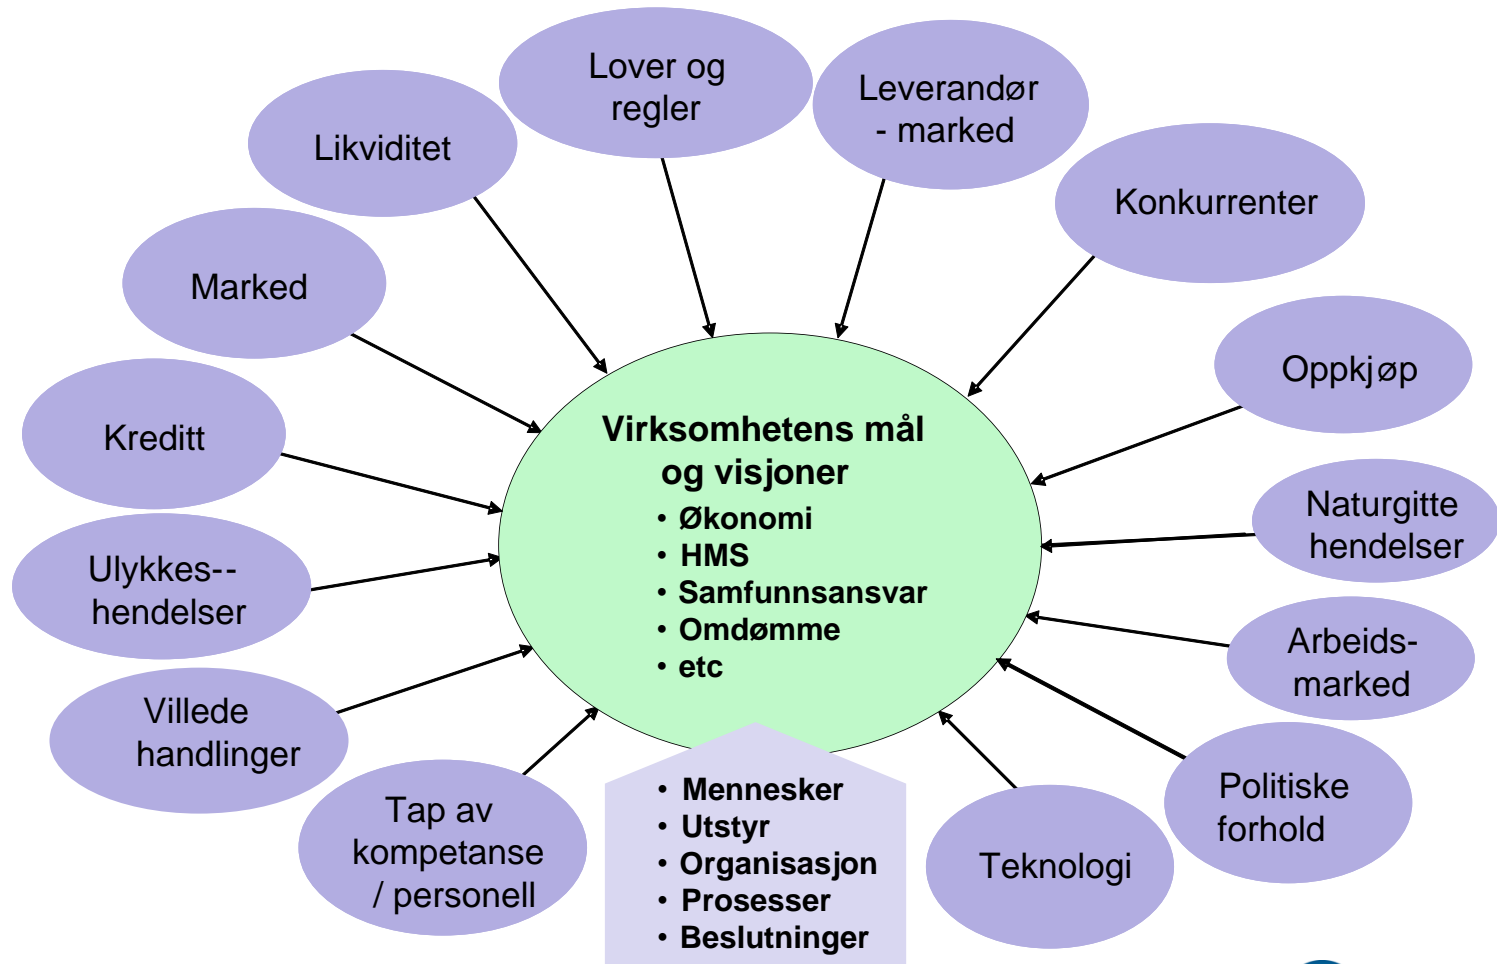 Lover og
regler
Leverandør
- marked
Likviditet
Konkurrenter
Marked
Oppkjøp
Kreditt
Virksomhetens mål
og visjoner
• Økonomi
• HMS
• Samfunnsansvar
• Omdømme
• etc
Naturgitte
hendelser
Ulykkes--
hendelser
Arbeids-
marked
Villede
handlinger
Politiske
forhold
Tap av
kompetanse
/ personell
• Mennesker
• Utstyr
• Organisasjon
• Prosesser
• Beslutninger
Teknologi